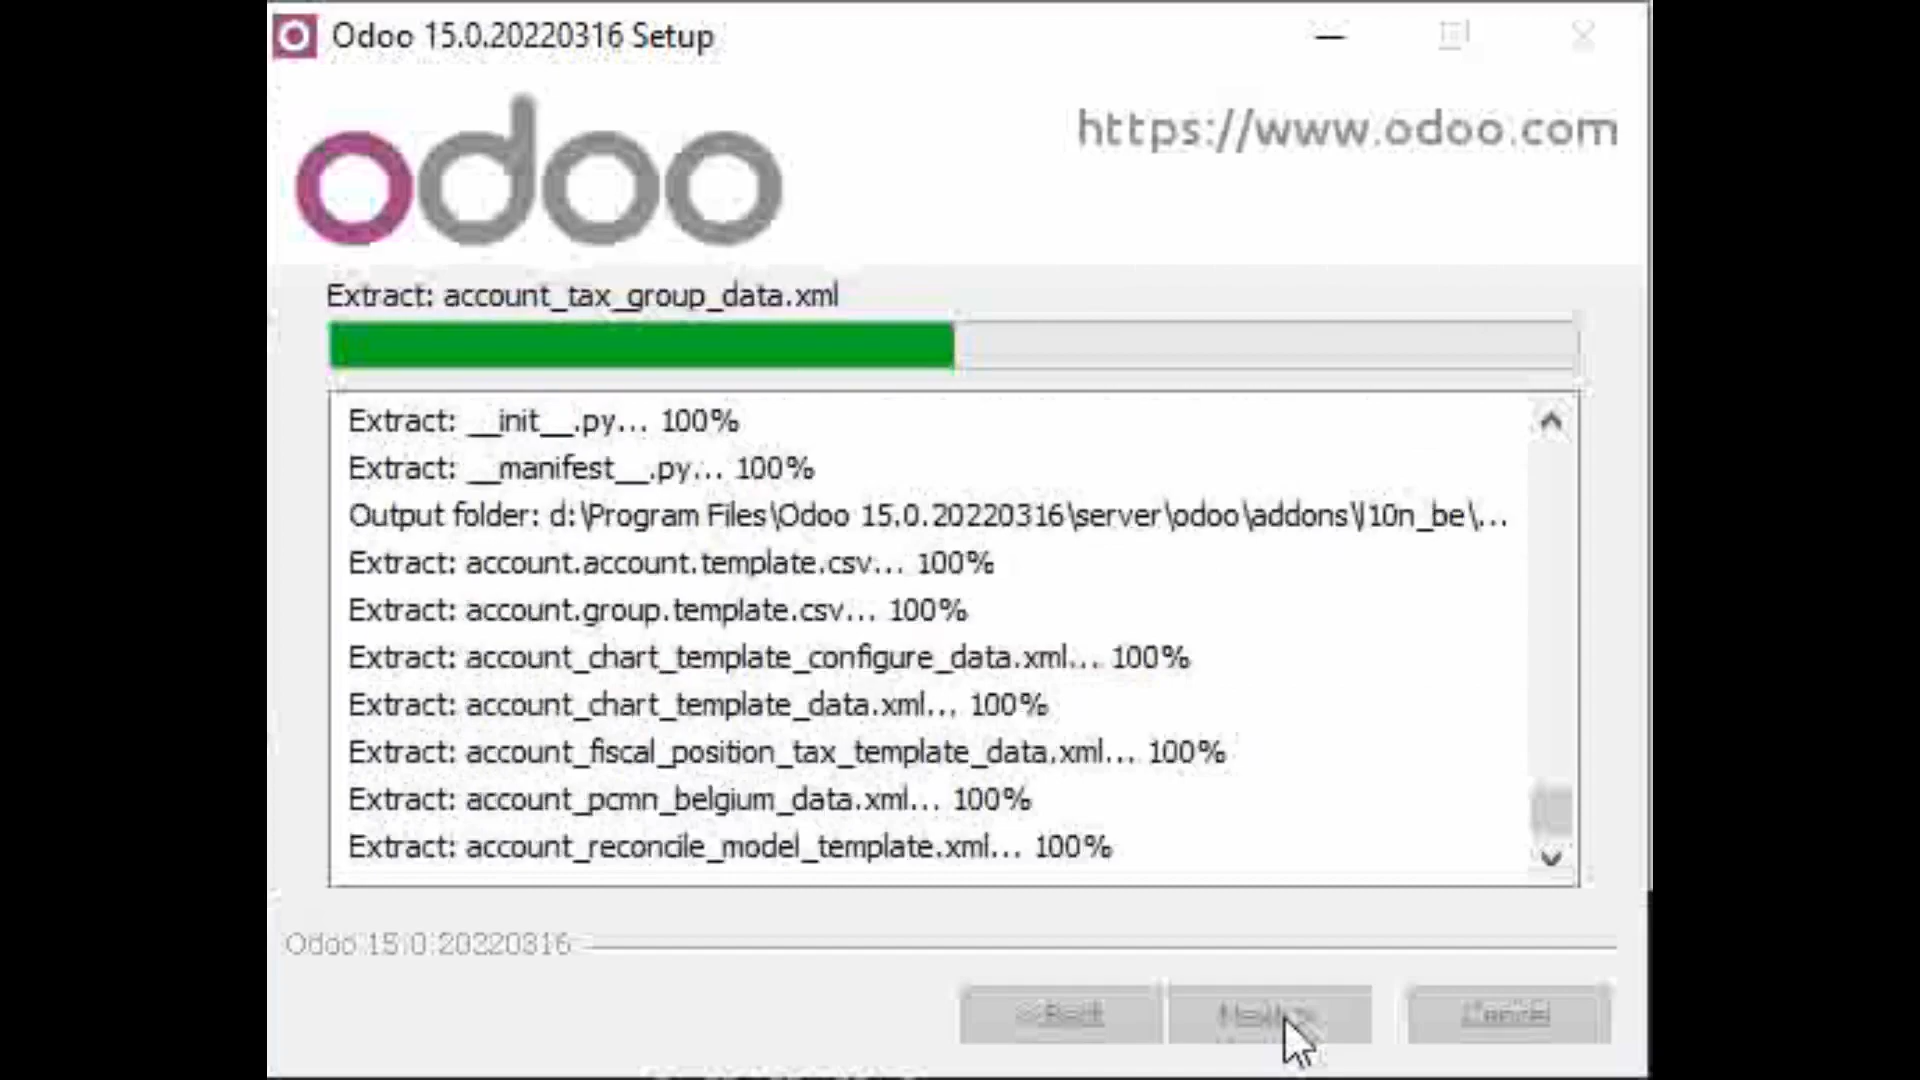 Odoo 15.0.20220316 Setup
odoo
https://www.odoo.com
Extract: account_tax_group_data.xml
Extract: __init__.py... 100%
Extract: __manifest__.py... 100%
Output folder: d:\Program Files\Odoo 15.0.20220316\server\odoo\addons\l10n_be\...
Extract: account.account.template.csv... 100%
Extract: account.group.template.csv... 100%
Extract: account_chart_template_configure_data.xml... 100%
Extract: account_chart_template_data.xml... 100%
Extract: account_fiscal_position_tax_template_data.xml... 100%
Extract: account_pcmn_belgium_data.xml... 100%
Extract: account_reconcile_model_template.xml... 100%
Odoo 15.0.20220316
< Back
Cancel